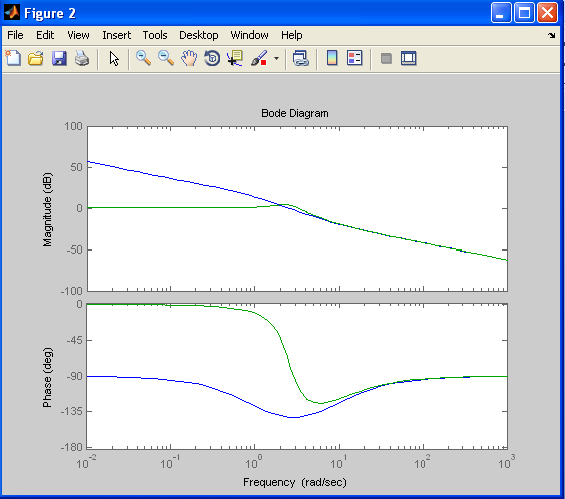 Figure 2
File Edit View Insert Tools Desktop Window Help
Bode Diagram
100
50
0
-50
-100
Magnitude (dB)
0
-45
-90
-135
-180
Phase (deg)
10^-2 10^-1 10^0 10^1 10^2 10^3
Frequency (rad/sec)